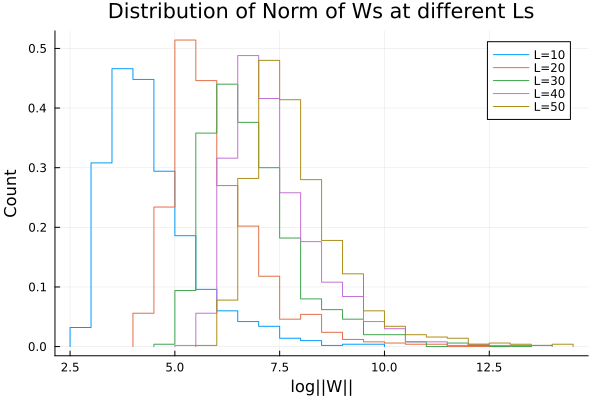 Distribution of Norm of Ws at different Ls
Count
0.5
0.4
0.3
0.2
0.1
0.0
L=10
L=20
L=30
L=40
L=50
2.5 5.0 7.5 10.0 12.5
log||W||